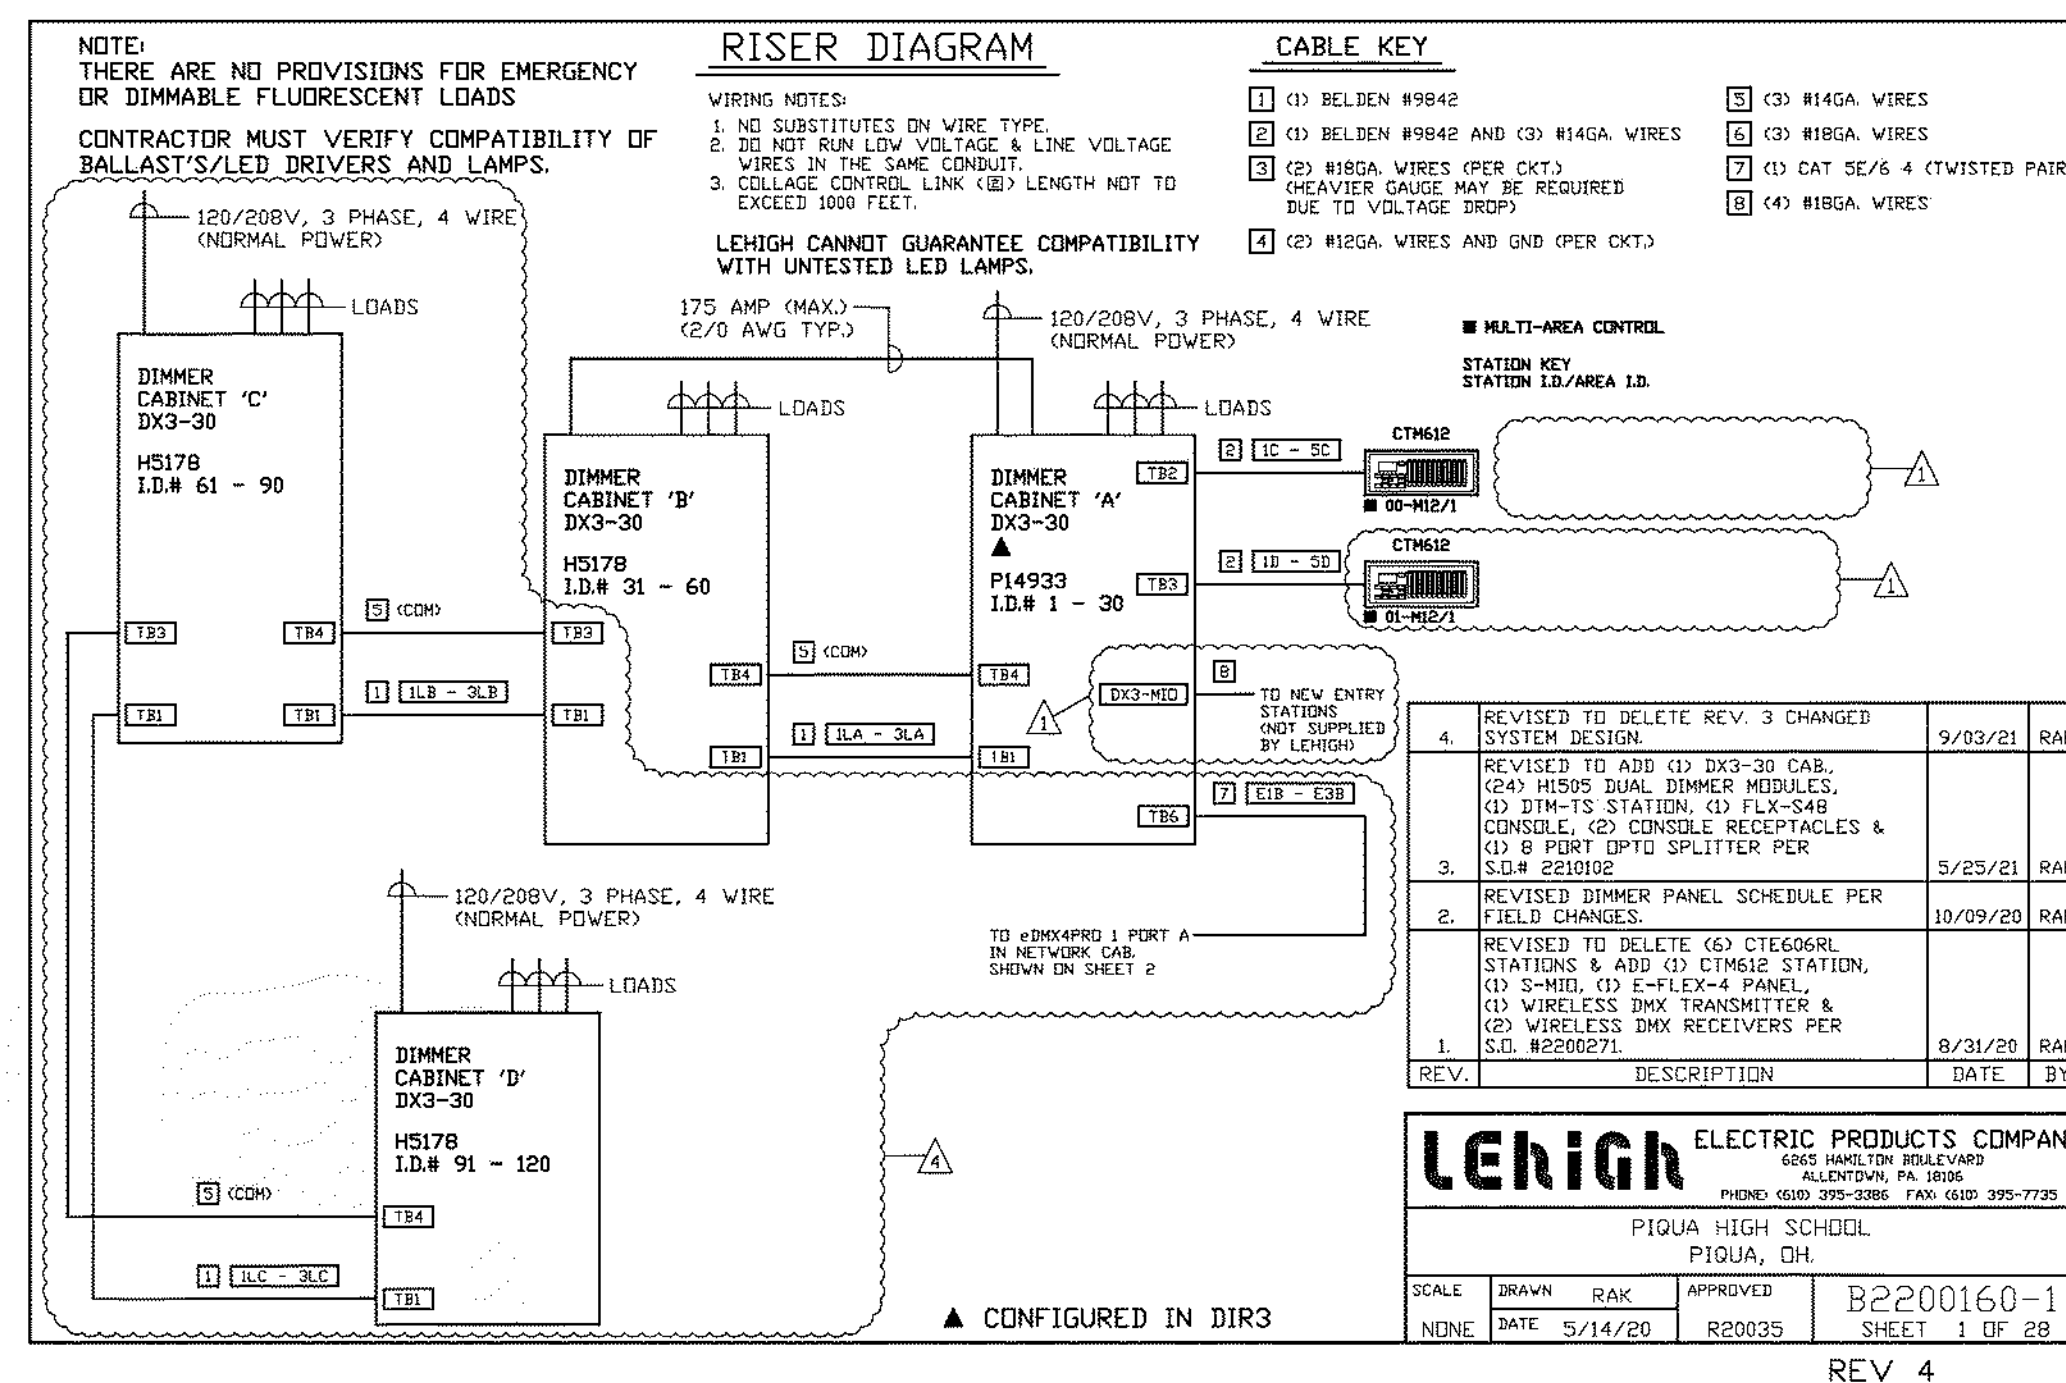 NOTE:
THERE ARE NO PROVISIONS FOR EMERGENCY
OR DIMMABLE FLUORESCENT LOADS
CONTRACTOR MUST VERIFY COMPATIBILITY OF
BALLAST'S/LED DRIVERS AND LAMPS.
RISER DIAGRAM
WIRING NOTES:
1. NO SUBSTITUTES ON WIRE TYPE.
2. DO NOT RUN LOW VOLTAGE & LINE VOLTAGE
WIRES IN THE SAME CONDUIT.
3. COLLAGE CONTROL LINK (2) LENGTH NOT TO
EXCEED 1000 FEET.
LEHIGH CANNOT GUARANTEE COMPATIBILITY
WITH UNTESTED LED LAMPS.
CABLE KEY
1 (1) BELDEN #9842
2 (1) BELDEN #9842 AND (3) #14GA. WIRES
3 (2) #18GA. WIRES (PER CKT.)
(HEAVIER GAUGE MAY BE REQUIRED
DUE TO VOLTAGE DROP)
4 (2) #12GA. WIRES AND GND (PER CKT.)
5 (3) #14GA. WIRES
6 (3) #18GA. WIRES
7 (1) CAT 5E/6 4 (TWISTED PAIR
8 (4) #18GA. WIRES
120/208V, 3 PHASE, 4 WIRE
(NORMAL POWER)
LOADS
DIMMER
CABINET 'C'
DX3-30
H5178
I.D.# 61 - 90
TB3
TB4
TB1
TB1
5 (COM)
1 1LB - 3LB
175 AMP (MAX.)
(2/0 AWG TYP.)
LOADS
DIMMER
CABINET 'B'
DX3-30
H5178
I.D.# 31 - 60
TB3
TB4
TB1
TB1
5 (COM)
1 1LA - 3LA
120/208V, 3 PHASE, 4 WIRE
(NORMAL POWER)
LOADS
DIMMER
CABINET 'A'
DX3-30
P14933
I.D.# 1 - 30
TB2
TB3
TB4
DX3-MIO
TB1
TB6
2 1C - 5C
CTM612
■ 00-M12/1
1
2 1D - 5D
CTM612
■ 01-M12/1
1
■ MULTI-AREA CONTROL
STATION KEY
STATION I.D./AREA I.D.
8
TO NEW ENTRY
STATIONS
(NOT SUPPLIED
BY LEHIGH)
1
7 E1B - E3B
TO eDMX4PRO 1 PORT A
IN NETWORK CAB.
SHOWN ON SHEET 2
120/208V, 3 PHASE, 4 WIRE
(NORMAL POWER)
LOADS
DIMMER
CABINET 'D'
DX3-30
H5178
I.D.# 91 - 120
TB4
TB1
5 (COM)
1 1LC - 3LC
4
▲ CONFIGURED IN DIR3
4. REVISED TO DELETE REV. 3 CHANGED
SYSTEM DESIGN. 9/03/21
REVISED TO ADD (1) DX3-30 CAB.,
(24) H1505 DUAL DIMMER MODULES,
(1) DTM-TS STATION, (1) FLX-S48
CONSOLE, (2) CONSOLE RECEPTACLES &
(1) 8 PORT OPTO SPLITTER PER
3. S.O.# 2210102 5/25/21
REVISED DIMMER PANEL SCHEDULE PER
2. FIELD CHANGES. 10/09/20
REVISED TO DELETE (6) CTE606RL
STATIONS & ADD (1) CTM612 STATION,
(1) S-MIO, (1) E-FLEX-4 PANEL,
(1) WIRELESS DMX TRANSMITTER &
(2) WIRELESS DMX RECEIVERS PER
1. S.O. #2200271. 8/31/20
REV. DESCRIPTION DATE BY
LEhiGh ELECTRIC PRODUCTS COMPAN
6265 HAMILTON BOULEVARD
ALLENTOWN, PA. 18106
PHONE: (610) 395-3386 FAX: (610) 395-7735
PIQUA HIGH SCHOOL
PIQUA, OH.
SCALE NONE
DRAWN RAK
DATE 5/14/20
APPROVED R20035
B2200160-1
SHEET 1 OF 28
REV 4